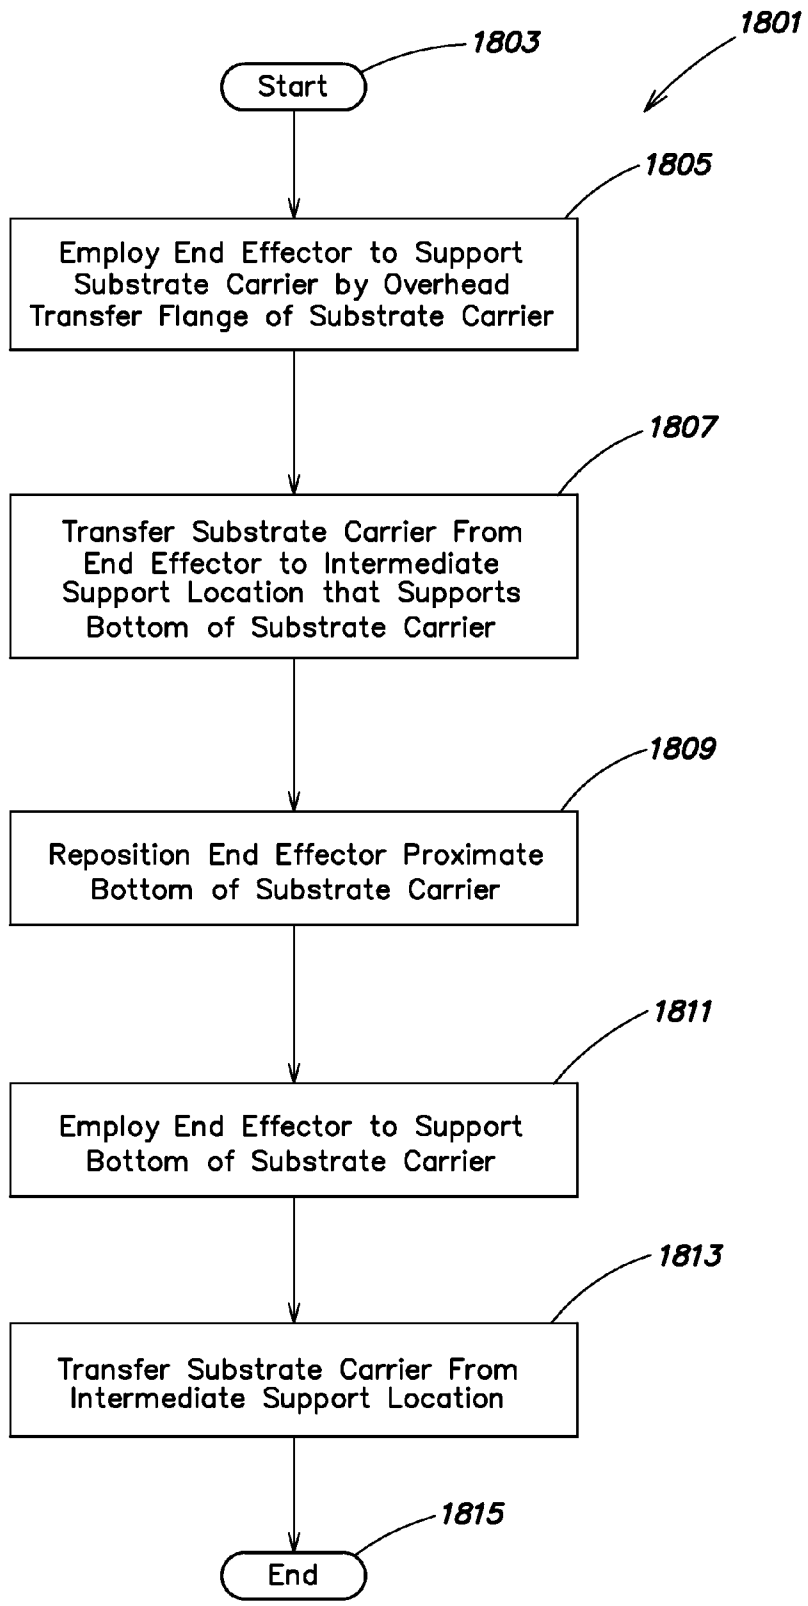 1801
1803
Start
1805
Employ End Effector to Support
Substrate Carrier by Overhead
Transfer Flange of Substrate Carrier
1807
Transfer Substrate Carrier From
End Effector to Intermediate
Support Location that Supports
Bottom of Substrate Carrier
1809
Reposition End Effector Proximate
Bottom of Substrate Carrier
1811
Employ End Effector to Support
Bottom of Substrate Carrier
1813
Transfer Substrate Carrier From
Intermediate Support Location
1815
End